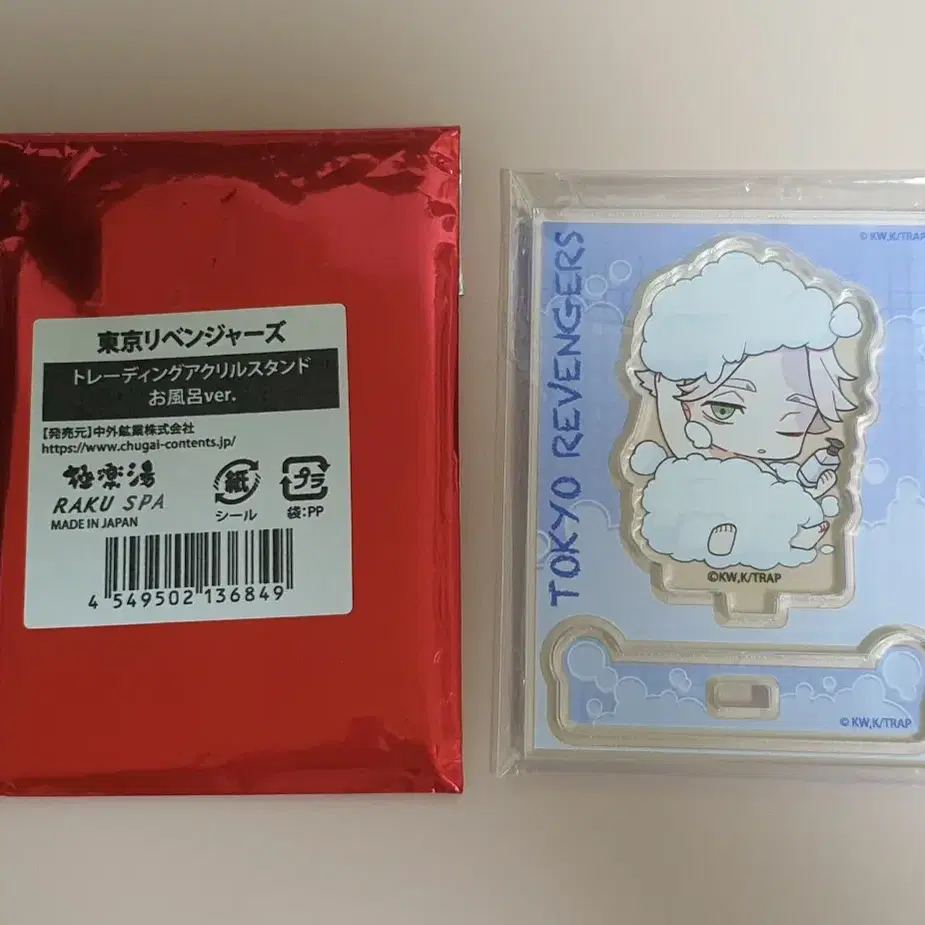 東京リベンジャーズ
トレーディングアクリルスタンド
お風呂ver.
【発売元】中外鉱業株式会社
https://www.chugai-contents.jp/
極楽湯
RAKU SPA
MADE IN JAPAN
紙
シール
プラ
袋:PP
4 549502 136849
© KW,K/TRAP
TOKYO REVENGERS
©KW,K/TRAP
© KW,K/TRAP